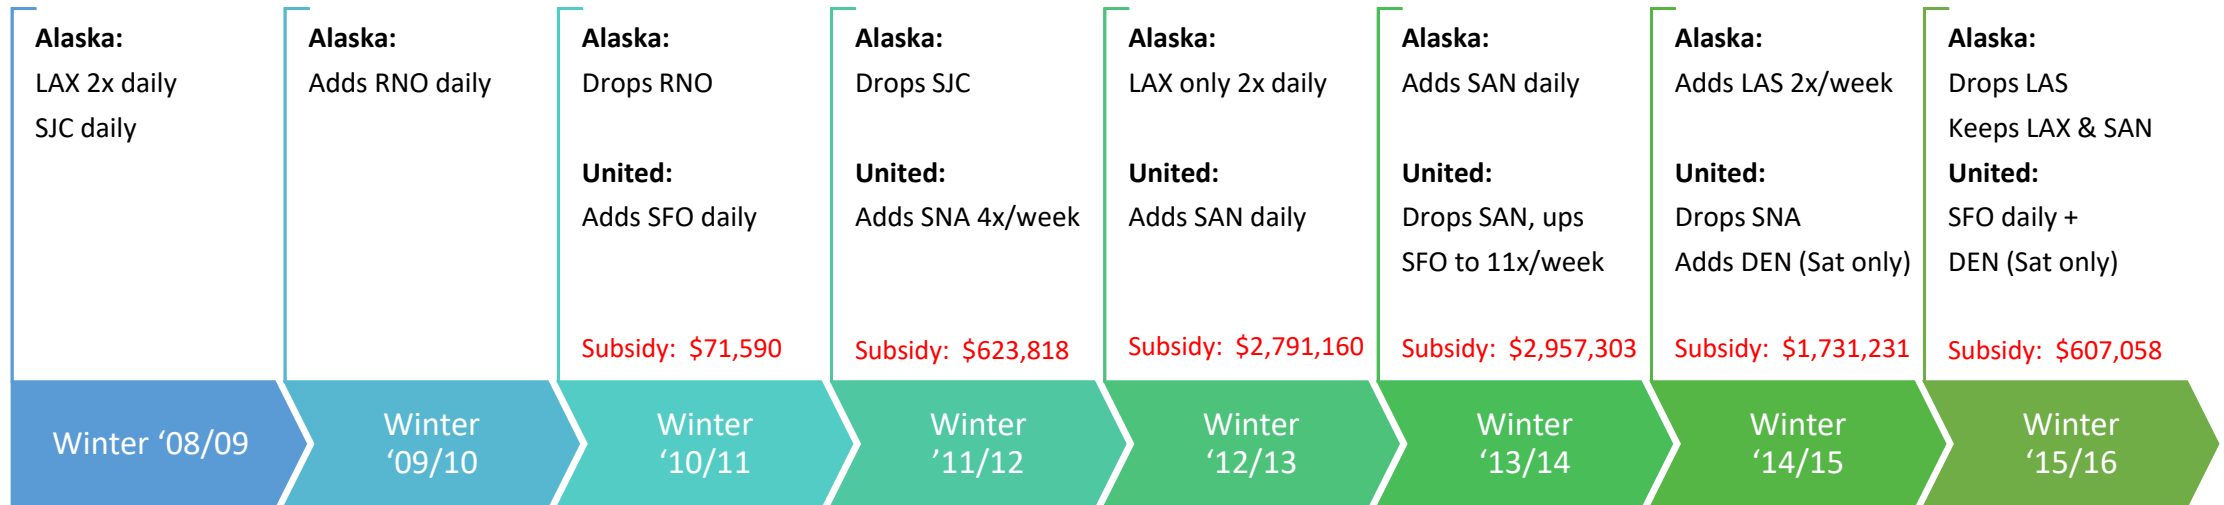 Alaska:
LAX 2x daily
SJC daily
Winter ‘08/09
Alaska:
Adds RNO daily
Winter
‘09/10
Alaska:
Drops RNO
United:
Adds SFO daily
Subsidy: $71,590
Winter
‘10/11
Alaska:
Drops SJC
United:
Adds SNA 4x/week
Subsidy: $623,818
Winter
’11/12
Alaska:
LAX only 2x daily
United:
Adds SAN daily
Subsidy: $2,791,160
Winter
‘12/13
Alaska:
Adds SAN daily
United:
Drops SAN, ups
SFO to 11x/week
Subsidy: $2,957,303
Winter
‘13/14
Alaska:
Adds LAS 2x/week
United:
Drops SNA
Adds DEN (Sat only)
Subsidy: $1,731,231
Winter
‘14/15
Alaska:
Drops LAS
Keeps LAX & SAN
United:
SFO daily +
DEN (Sat only)
Subsidy: $607,058
Winter
‘15/16